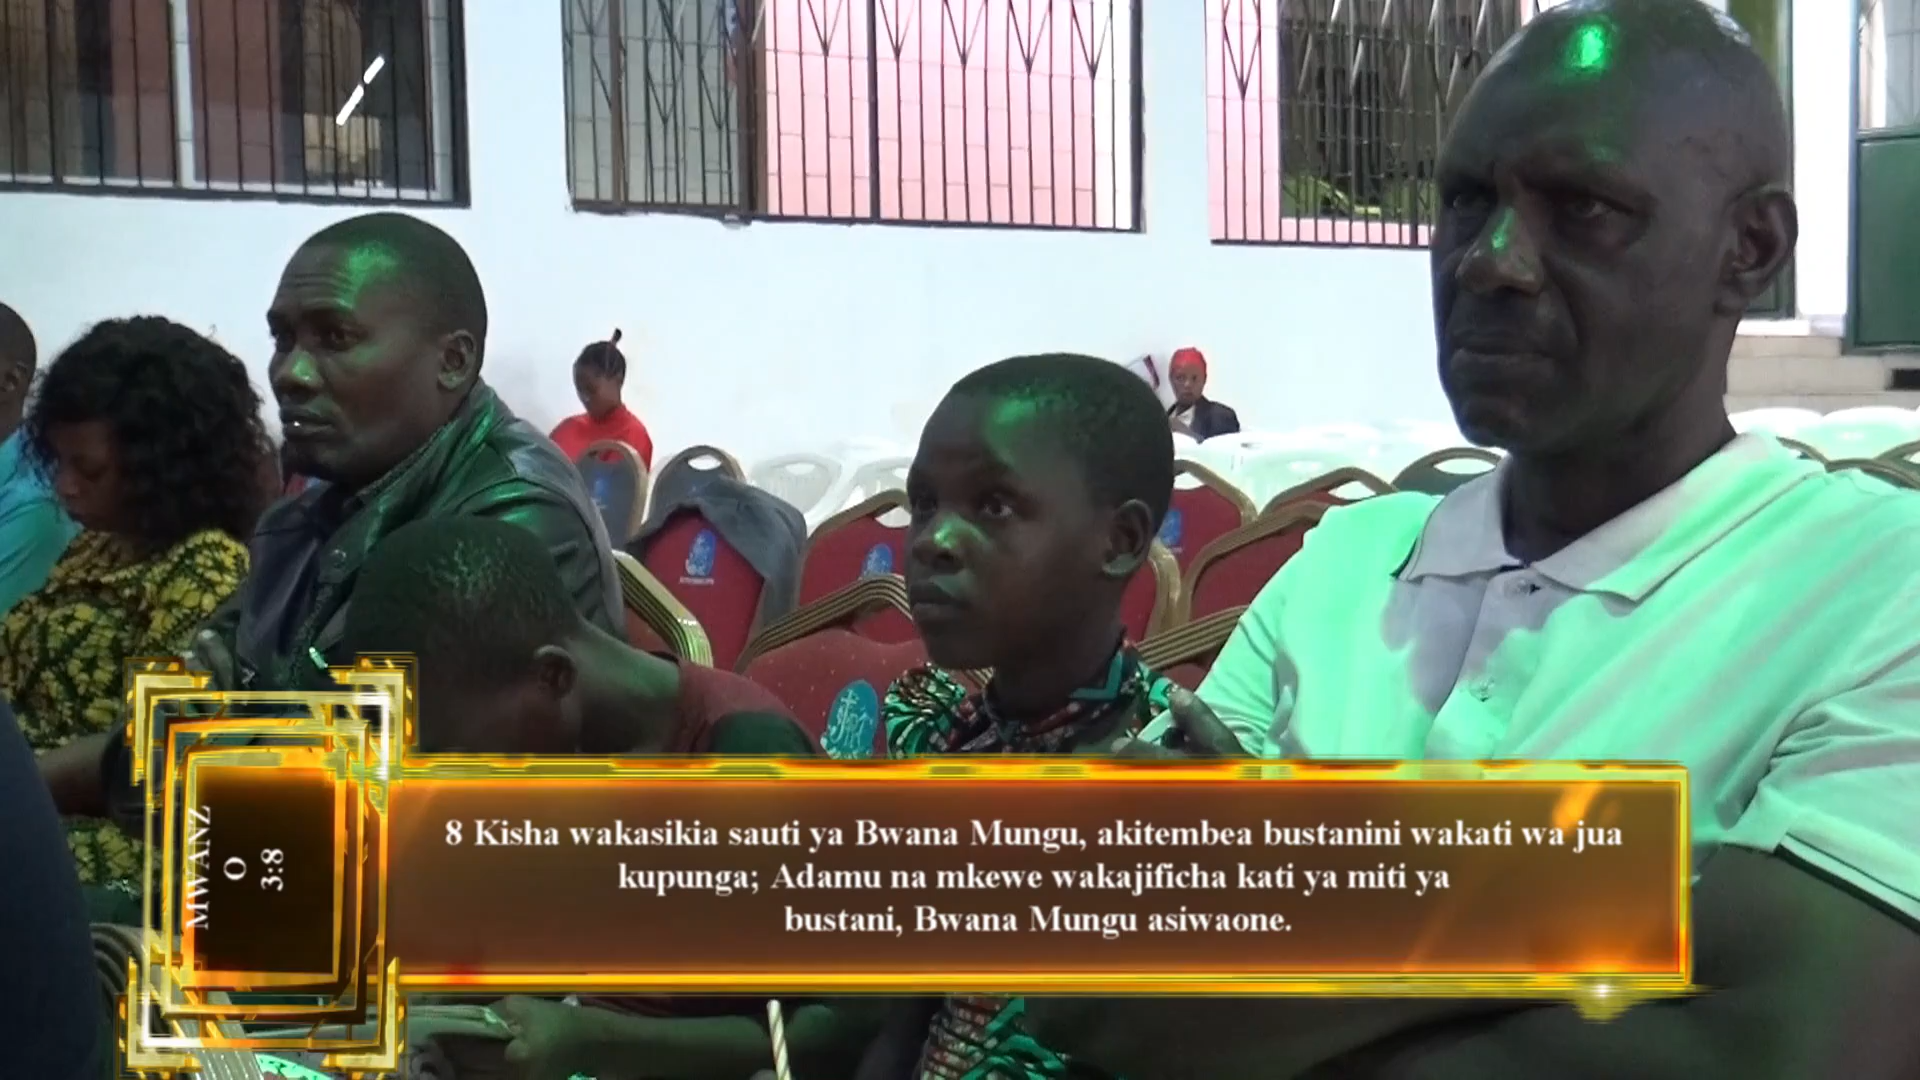 MWANZ
O
3:8
8 Kisha wakasikia sauti ya Bwana Mungu, akitembea bustanini wakati wa jua
kupunga; Adamu na mkewe wakajificha kati ya miti ya
bustani, Bwana Mungu asiwaone.